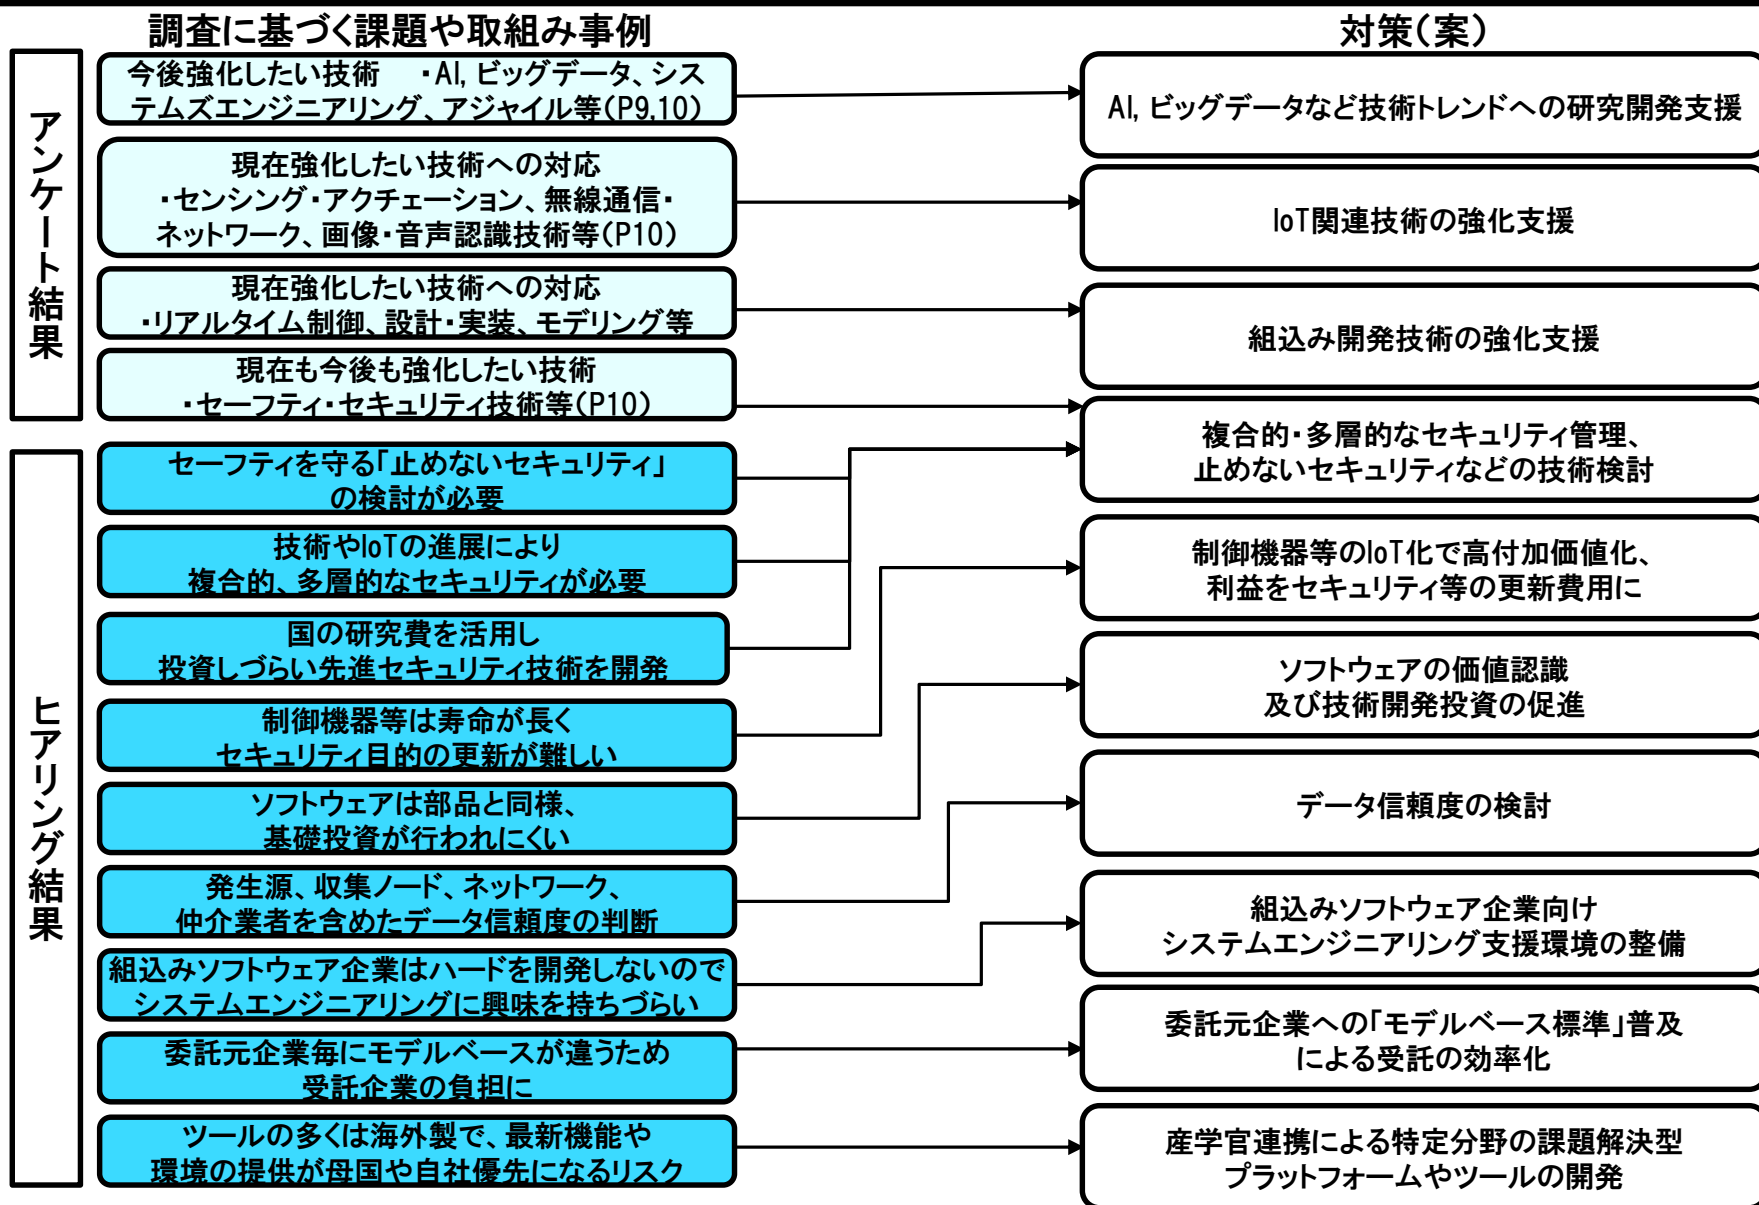 調査に基づく課題や取組み事例
対策(案)
アンケート結果
今後強化したい技術　・AI, ビッグデータ、シス
テムズエンジニアリング、アジャイル等(P9,10)
現在強化したい技術への対応
・センシング・アクチェーション、無線通信・
ネットワーク、画像・音声認識技術等(P10)
現在強化したい技術への対応
・リアルタイム制御、設計・実装、モデリング等
現在も今後も強化したい技術
・セーフティ・セキュリティ技術等(P10)
ヒアリング結果
セーフティを守る「止めないセキュリティ」
の検討が必要
技術やIoTの進展により
複合的、多層的なセキュリティが必要
国の研究費を活用し
投資しづらい先進セキュリティ技術を開発
制御機器等は寿命が長く
セキュリティ目的の更新が難しい
ソフトウェアは部品と同様、
基礎投資が行われにくい
発生源、収集ノード、ネットワーク、
仲介業者を含めたデータ信頼度の判断
組込みソフトウェア企業はハードを開発しないので
システムエンジニアリングに興味を持ちづらい
委託元企業毎にモデルベースが違うため
受託企業の負担に
ツールの多くは海外製で、最新機能や
環境の提供が母国や自社優先になるリスク
AI, ビッグデータなど技術トレンドへの研究開発支援
IoT関連技術の強化支援
組込み開発技術の強化支援
複合的・多層的なセキュリティ管理、
止めないセキュリティなどの技術検討
制御機器等のIoT化で高付加価値化、
利益をセキュリティ等の更新費用に
ソフトウェアの価値認識
及び技術開発投資の促進
データ信頼度の検討
組込みソフトウェア企業向け
システムエンジニアリング支援環境の整備
委託元企業への「モデルベース標準」普及
による受託の効率化
産学官連携による特定分野の課題解決型
プラットフォームやツールの開発